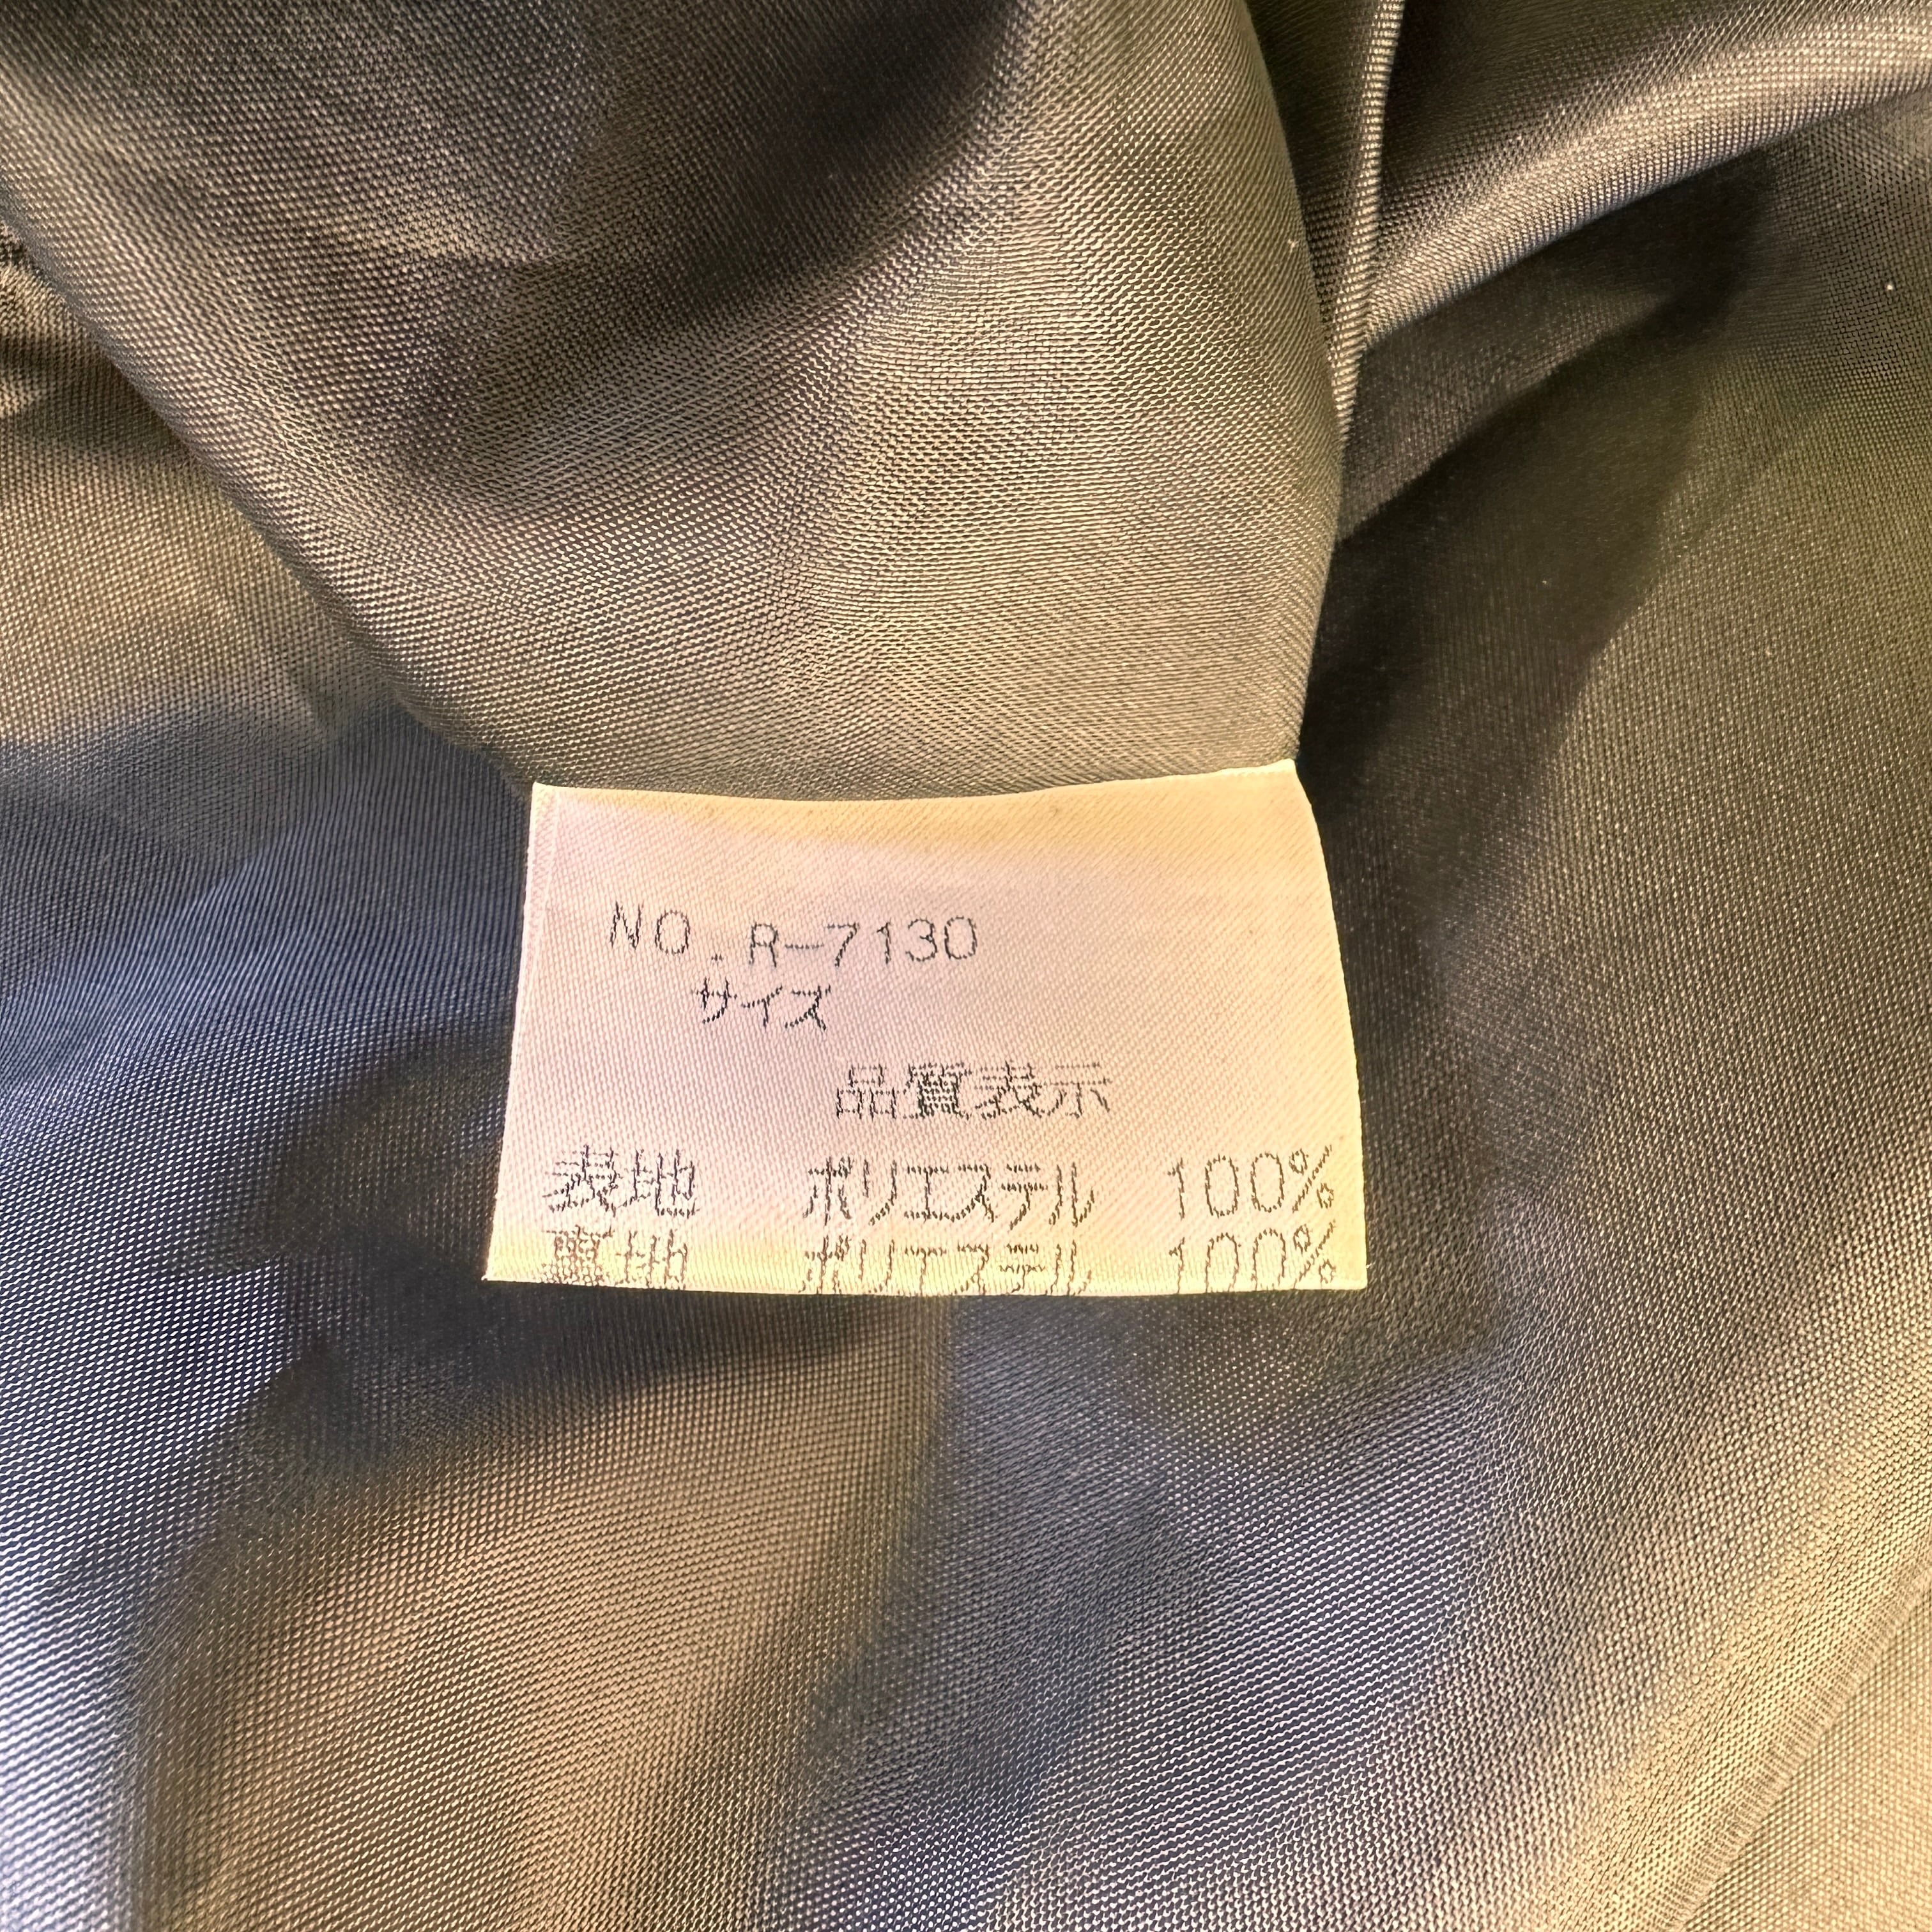 NO.R-7130
サイズ
品質表示
表地 ポリエステル 100%
裏地 ポリエステル 100%